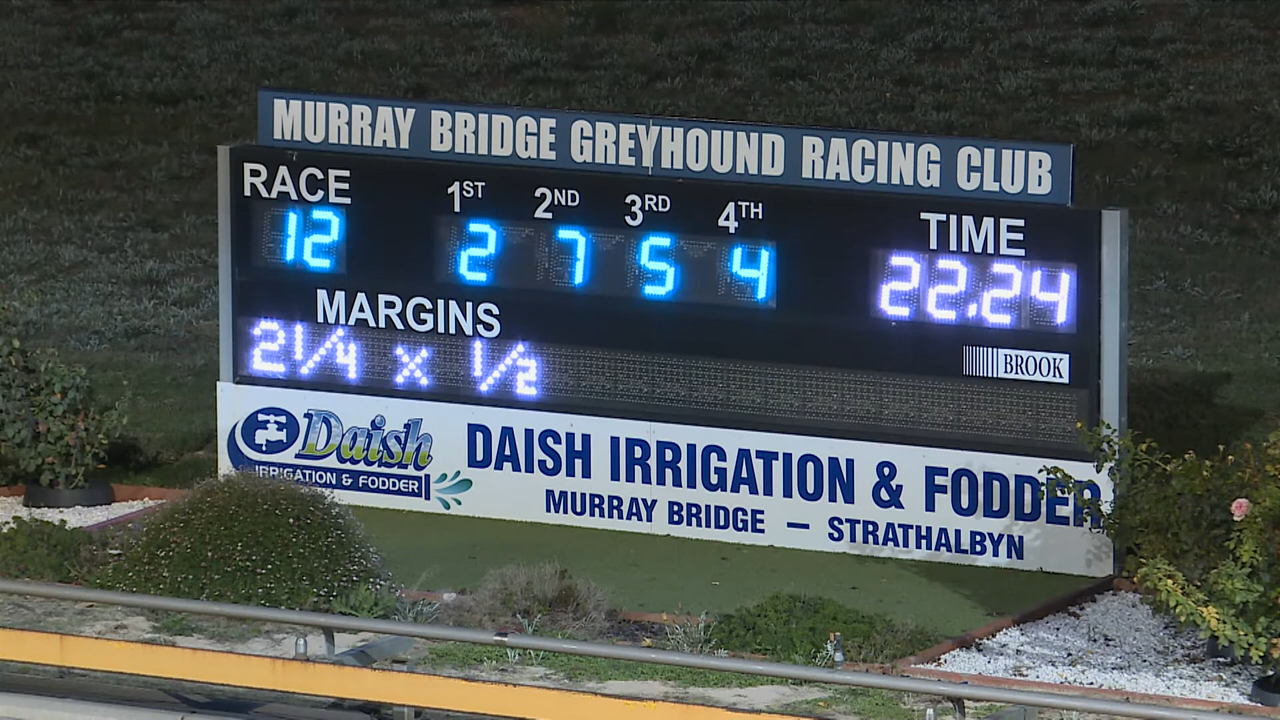 MURRAY BRIDGE GREYHOUND RACING CLUB
RACE 1ST 2ND 3RD 4TH TIME
12 2 7 5 4 22.24
MARGINS
2 1/4 x 1/2
BROOK
Daish
IRRIGATION & FODDER
DAISH IRRIGATION & FODDER
MURRAY BRIDGE — STRATHALBYN